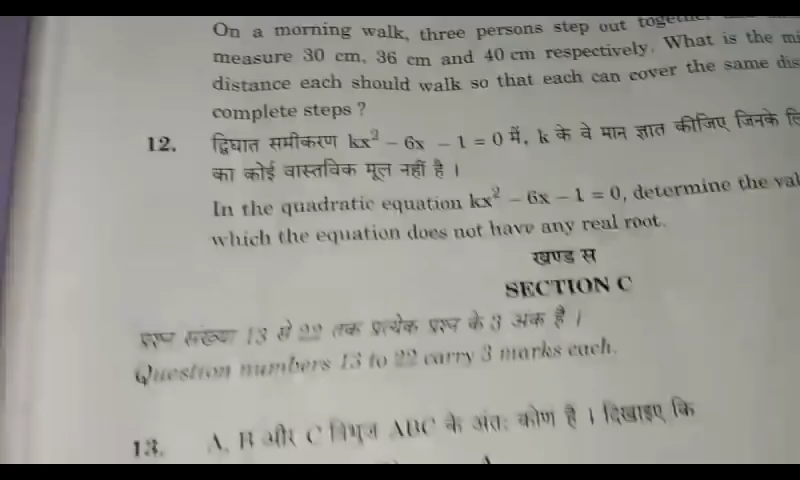 On a morning walk, three persons step out together
measure 30 cm, 36 cm and 40 cm respectively. What is the
distance each should walk so that each can cover the same
complete steps ?
12. द्विघात समीकरण kx² – 6x – 1 = 0 में, k के वे मान ज्ञात कीजिए जिनके
का कोई वास्तविक मूल नहीं है ।
In the quadratic equation kx² – 6x – 1 = 0, determine the
which the equation does not have any real root.
खण्ड स
SECTION C
प्रश्न संख्या 13 से 22 तक प्रत्येक प्रश्न के 3 अंक है ।
Question numbers 13 to 22 carry 3 marks each.
13. A, B और C त्रिभुज ABC के अंतः कोण है । दिखाइए कि